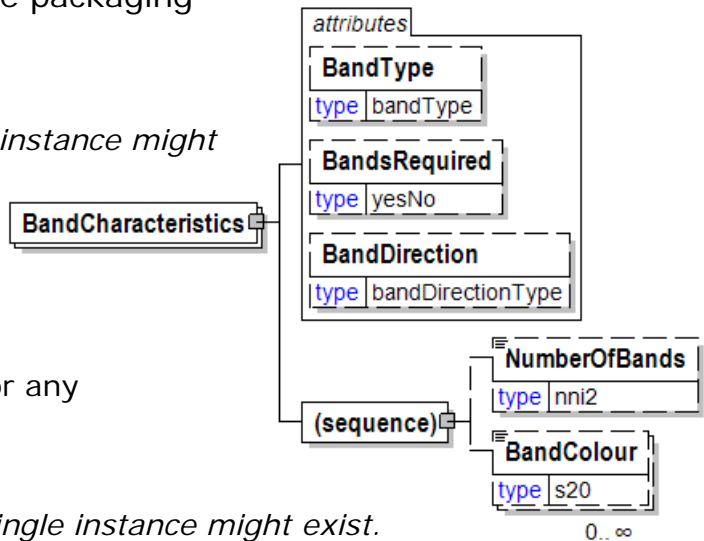 e packaging
attributes
BandType
type bandType
instance might
BandsRequired
type yesNo
BandCharacteristics
BandDirection
type bandDirectionType
or any
NumberOfBands
type nni2
(sequence)
BandColour
type s20
ingle instance might exist.
0..∞